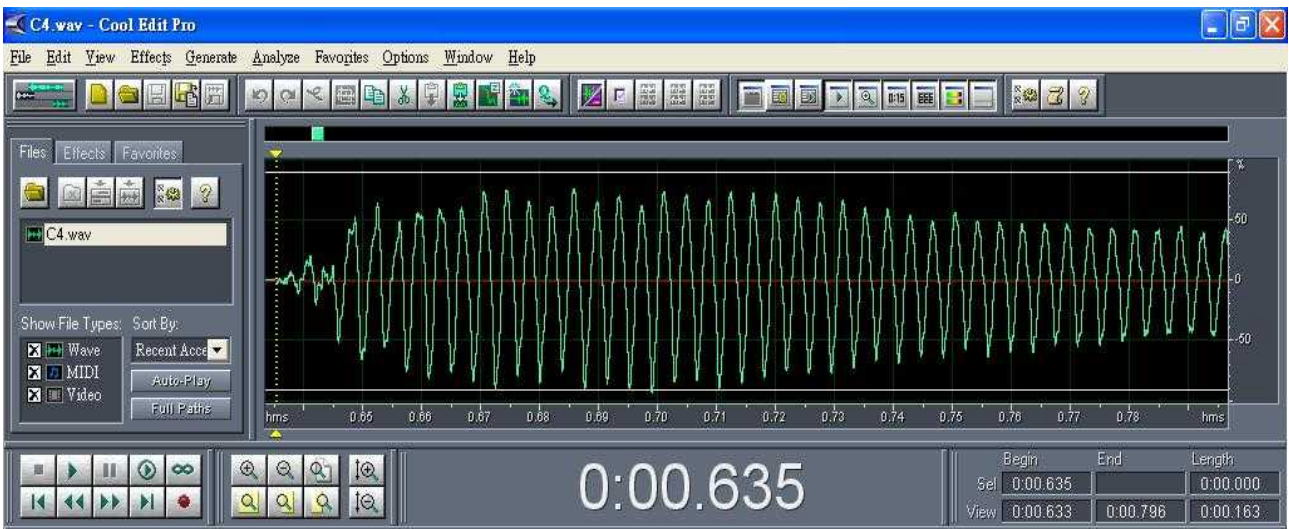 C4.wav - Cool Edit Pro
File Edit View Effects Generate Analyze Favorites Options Window Help
Files Effects Favorites
C4.wav
Show File Types: Sort By:
Wave Recent Acce
MIDI Auto-Play
Video Full Paths
%
50
0
-50
hms 0.65 0.66 0.67 0.68 0.69 0.70 0.71 0.72 0.73 0.74 0.75 0.76 0.77 0.78 hms
0:00.635
Begin End Length
Sel 0:00.635 0:00.000
View 0:00.633 0:00.796 0:00.163